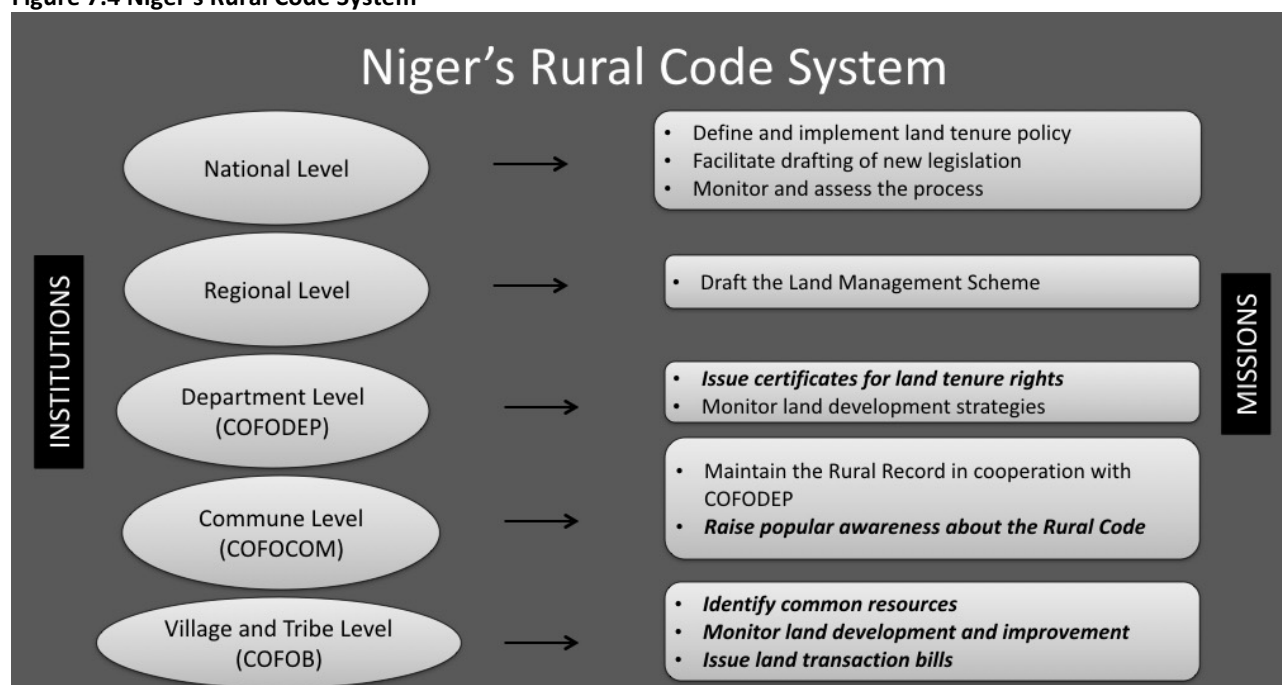 Figure 7.4 Niger's Rural Code System
Niger’s Rural Code System
INSTITUTIONS
National Level
• Define and implement land tenure policy
• Facilitate drafting of new legislation
• Monitor and assess the process
Regional Level
• Draft the Land Management Scheme
Department Level
(COFODEP)
• Issue certificates for land tenure rights
• Monitor land development strategies
Commune Level
(COFOCOM)
• Maintain the Rural Record in cooperation with
COFODEP
• Raise popular awareness about the Rural Code
Village and Tribe Level
(COFOB)
• Identify common resources
• Monitor land development and improvement
• Issue land transaction bills
MISSIONS